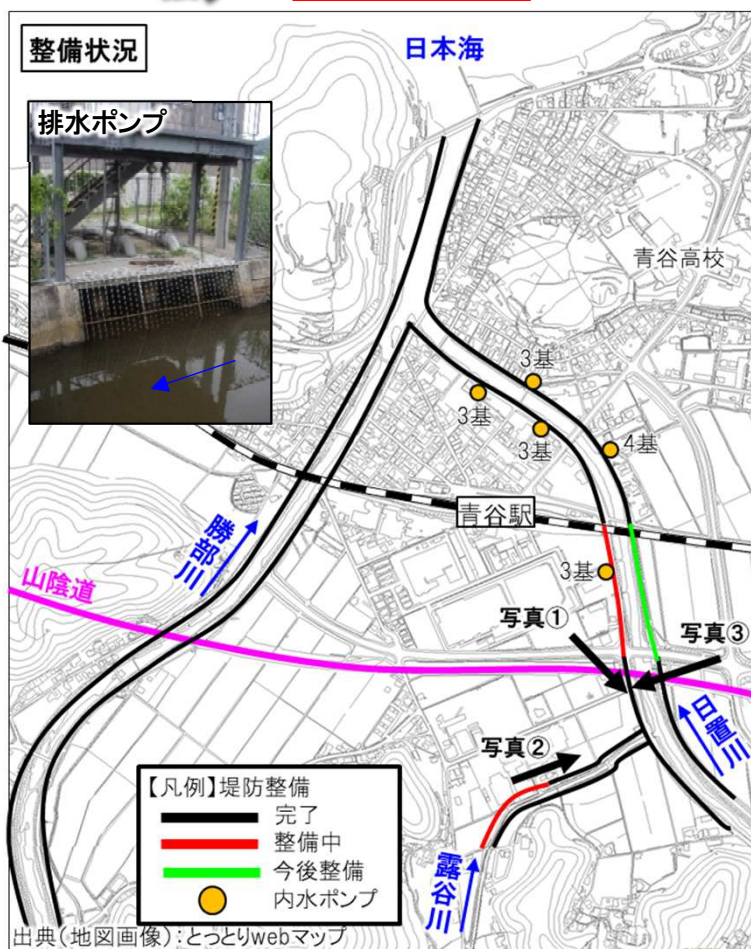 整備状況
日本海
排水ポンプ
青谷高校
3基
3基
3基
4基
青谷駅
勝部川
3基
山陰道
写真①
写真③
日置川
写真②
【凡例】堤防整備
完了
整備中
今後整備
内水ポンプ
露谷川
出典(地図画像):とっとりwebマップ